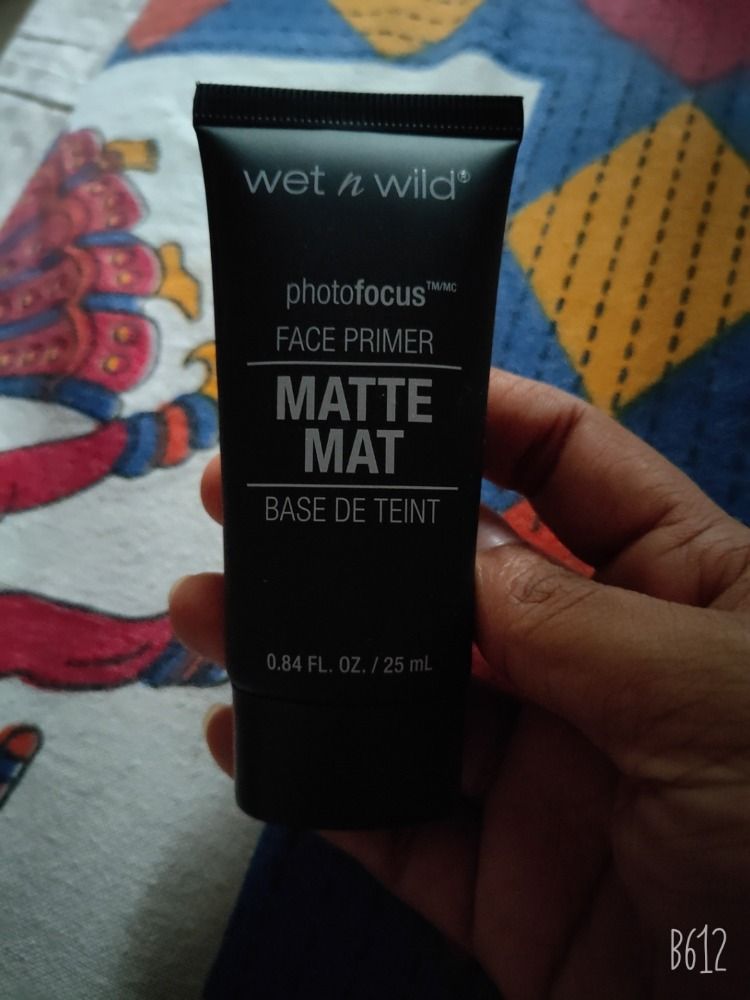 wet n wild®
photofocus™/MC
FACE PRIMER
MATTE
MAT
BASE DE TEINT
0.84 FL. OZ. / 25 mL
B612